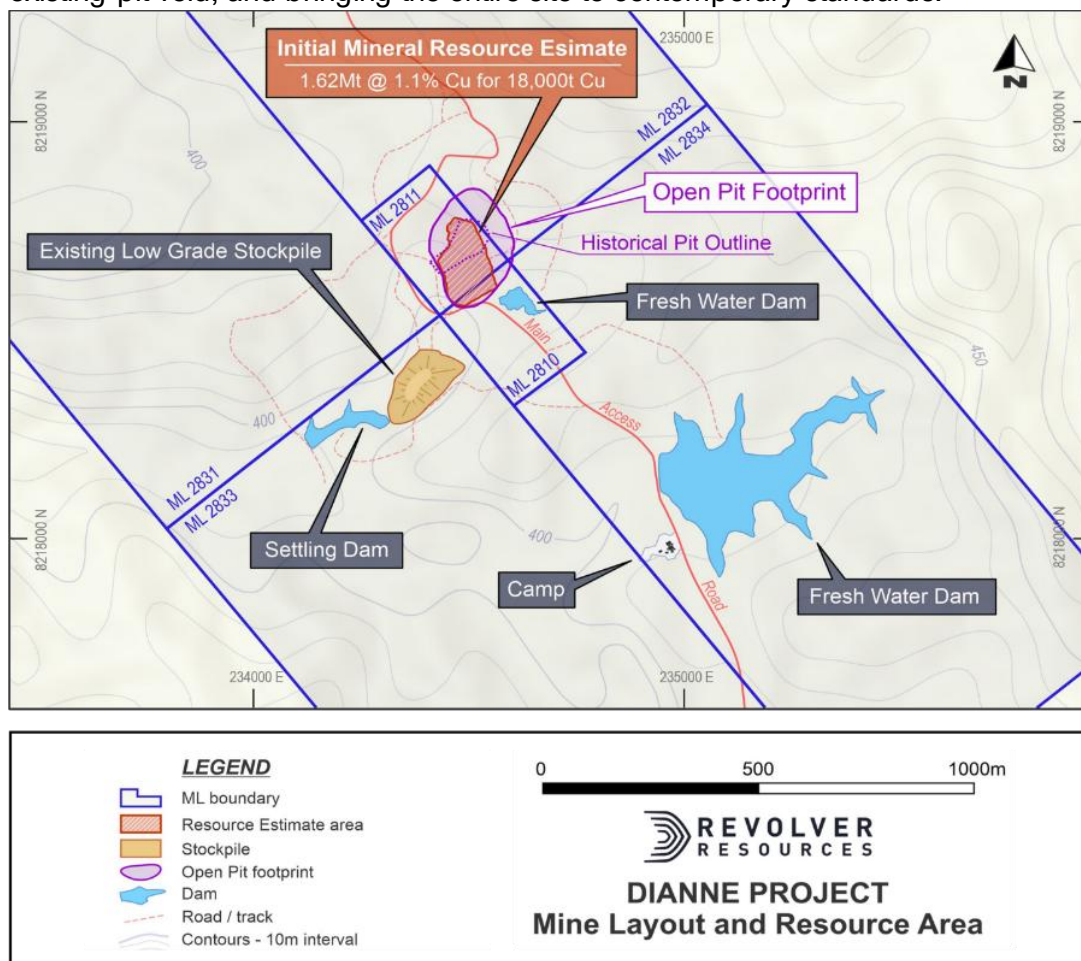 existing pit void, and bringing the entire site to contemporary standards.
235000 E
Initial Mineral Resource Esimate
1.62Mt @ 1.1% Cu for 18,000t Cu
N
8219000 N
8219000 N
ML 2832
ML 2834
400
ML 2811
Open Pit Footprint
Historical Pit Outline
Existing Low Grade Stockpile
Fresh Water Dam
Main
450
ML 2810
Access
400
ML 2831
ML 2833
8218000 N
8218000 N
400
Settling Dam
Camp
Road
Fresh Water Dam
234000 E
235000 E
LEGEND
ML boundary
Resource Estimate area
Stockpile
Open Pit footprint
Dam
Road / track
Contours - 10m interval
0 500 1000m
REVOLVER
RESOURCES
DIANNE PROJECT
Mine Layout and Resource Area